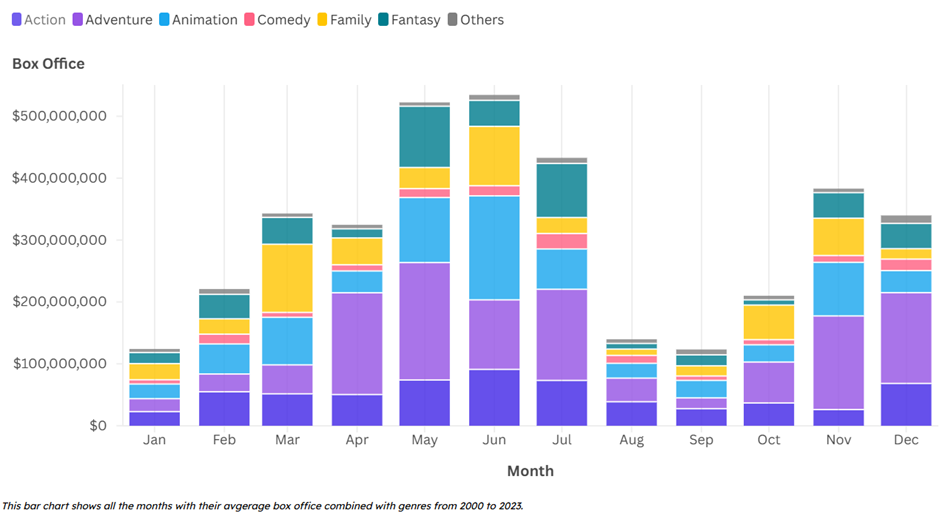 Action Adventure Animation Comedy Family Fantasy Others
Box Office
$500,000,000
$400,000,000
$300,000,000
$200,000,000
$100,000,000
$0
Jan Feb Mar Apr May Jun Jul Aug Sep Oct Nov Dec
Month
This bar chart shows all the months with their avgerage box office combined with genres from 2000 to 2023.